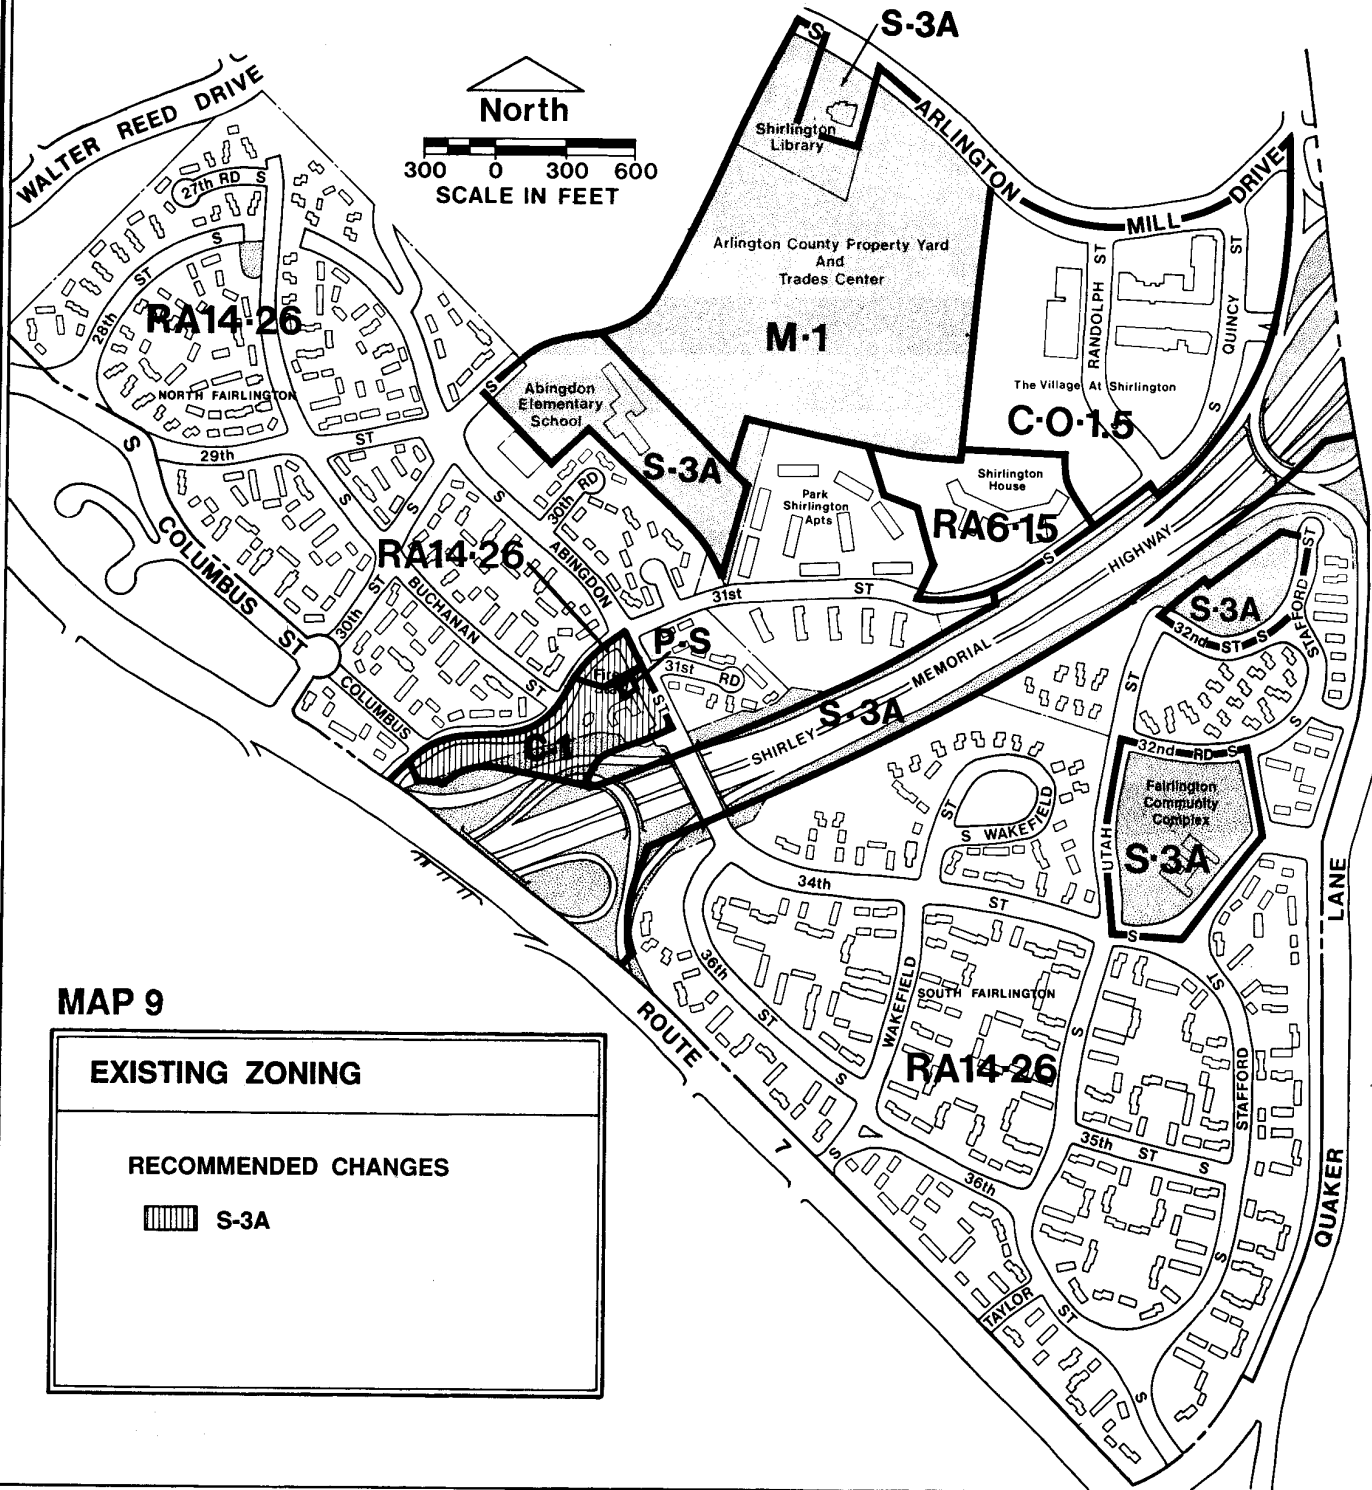 S
S-3A
WALTER REED DRIVE
North
300 0 300 600
SCALE IN FEET
ARLINGTON MILL DRIVE
Shirlington
Library
27th RD S
Arlington County Property Yard
And
Trades Center
M·1
28th ST S
RA14·26
NORTH FAIRLINGTON
RANDOLPH ST
QUINCY ST
S
The Village At Shirlington
C·O·1.5
S
Abingdon
Elementary
School
S·3A
29th ST
S
S
COLUMBUS ST
S
S
30th RD
ABINGDON
Park
Shirlington
Apts
Shirlington
House
RA6·15
S
RA14·26
30th ST
BUCHANAN ST
COLUMBUS
31st ST
P·S
31st RD
ST
C·1
SHIRLEY MEMORIAL HIGHWAY
S·3A
S·3A
32nd ST S
STAFFORD ST
S
ST
32nd RD S
Fairlington
Community
Complex
S·3A
UTAH
S
ST
S WAKEFIELD
34th ST
36th ST S
WAKEFIELD
SOUTH FAIRLINGTON
RA14·26
S
ST
STAFFORD
S
35th ST S
36th
ST
S
S
TAYLOR
ROUTE 7
QUAKER LANE
MAP 9
EXISTING ZONING
RECOMMENDED CHANGES
S-3A